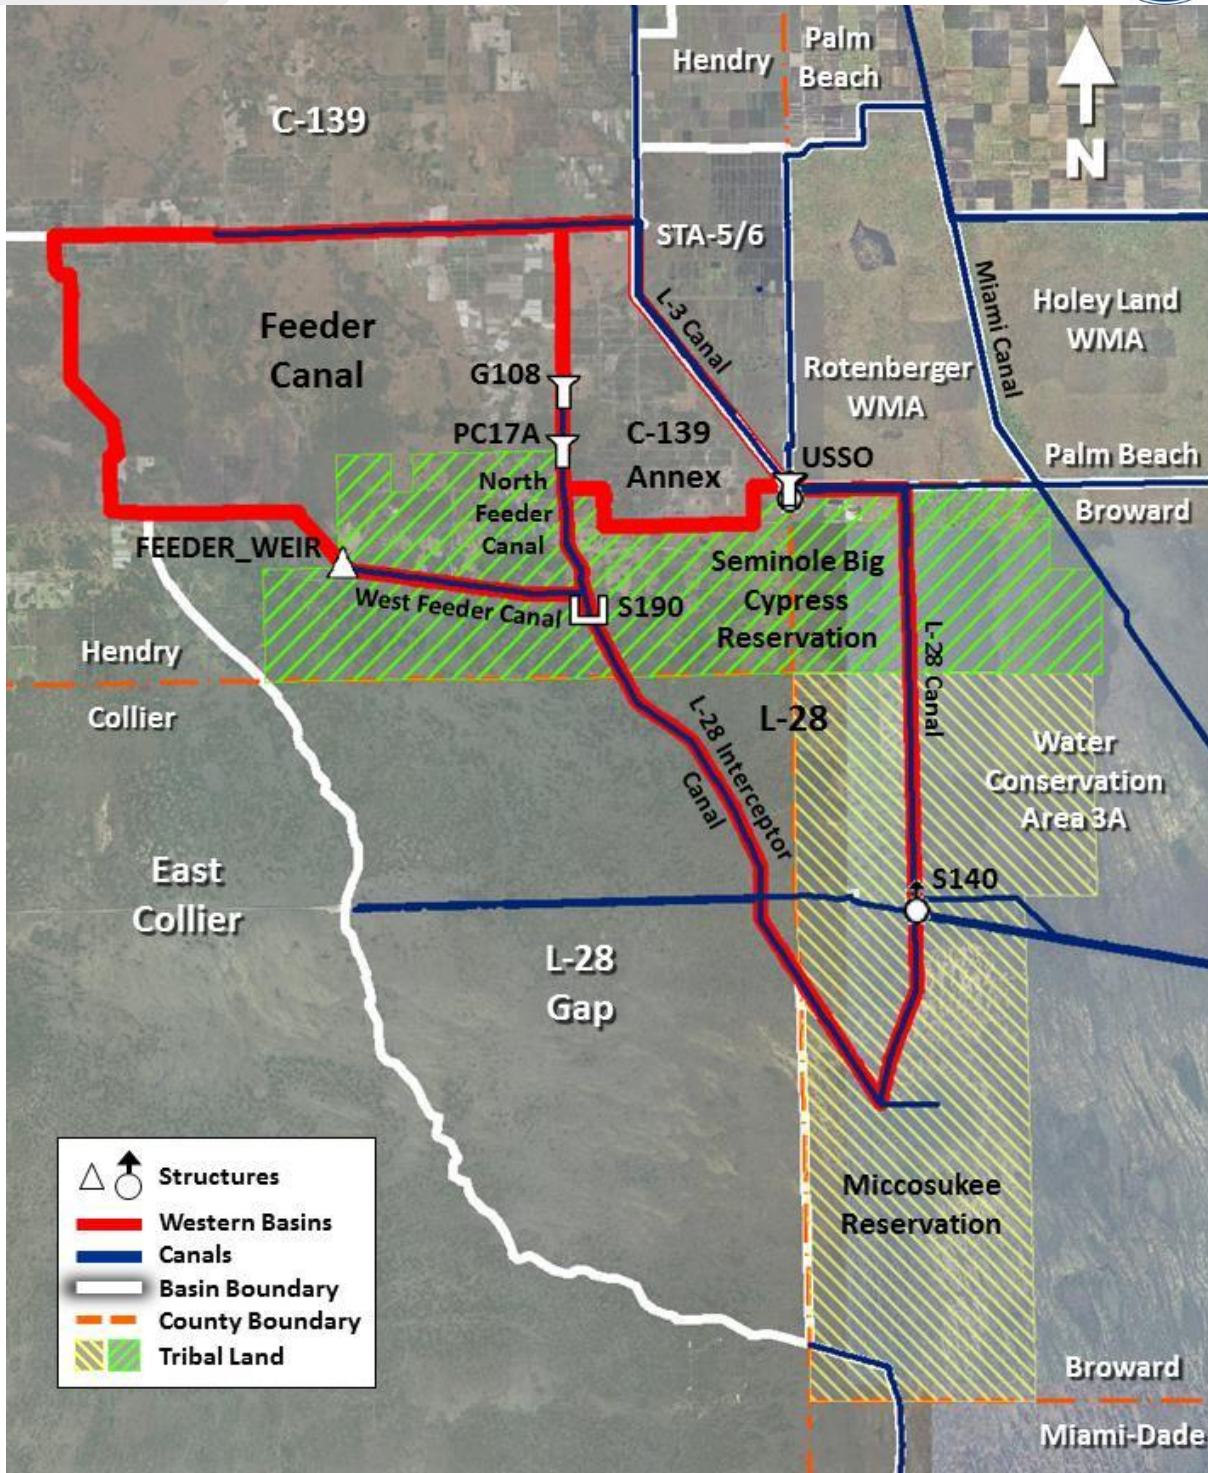 Hendry
Palm
Beach
C-139
N
STA-5/6
L-3 Canal
Miami Canal
Holey Land
WMA
Feeder
Canal
G108
Rotenberger
WMA
PC17A
C-139
Annex
USSO
Palm Beach
Broward
North
Feeder
Canal
FEEDER_WEIR
Seminole Big
Cypress
Reservation
West Feeder Canal
S190
Hendry
Collier
L-28 Canal
L-28
L-28 Interceptor
Canal
Water
Conservation
Area 3A
East
Collier
S140
L-28
Gap
Miccosukee
Reservation
Structures
Western Basins
Canals
Basin Boundary
County Boundary
Tribal Land
Broward
Miami-Dade